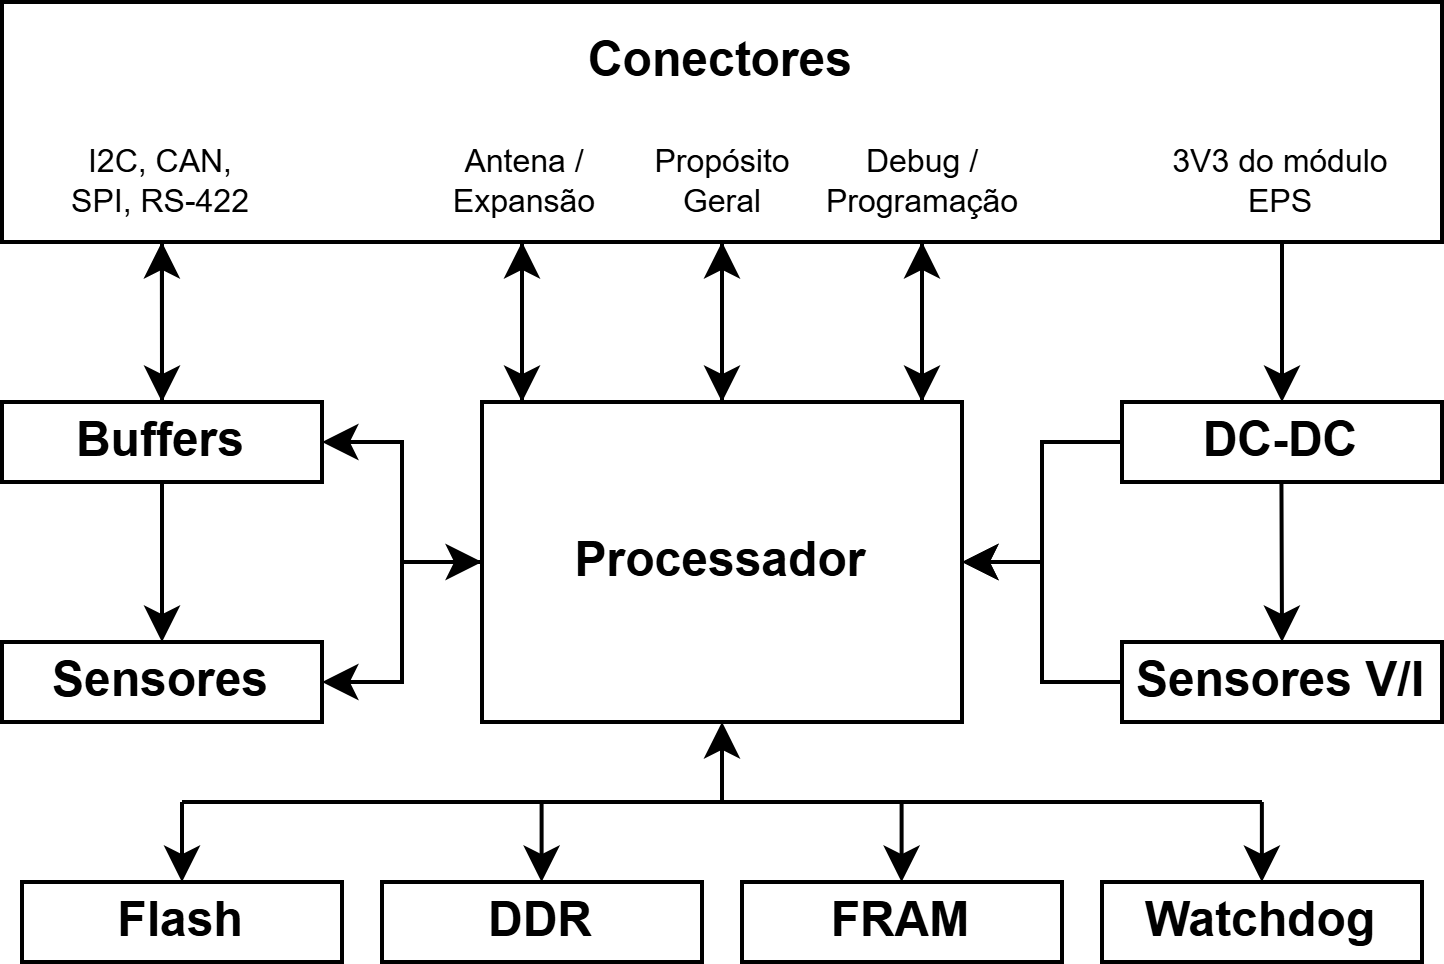 Conectores
I2C, CAN,
SPI, RS-422
Antena /
Expansão
Propósito
Geral
Debug /
Programação
3V3 do módulo
EPS
Buffers
DC-DC
Processador
Sensores
Sensores V/I
Flash
DDR
FRAM
Watchdog